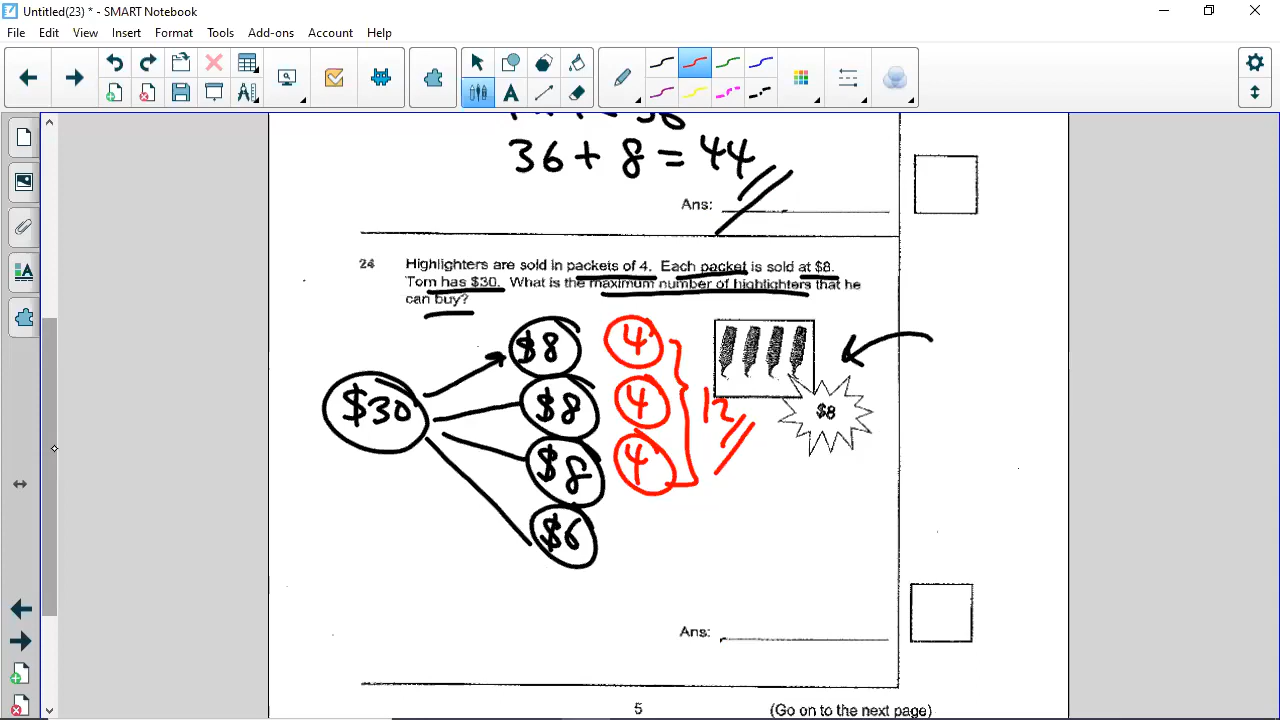 Untitled(23) * - SMART Notebook
File Edit View Insert Format Tools Add-ons Account Help
36 + 8 = 44
Ans:
24 Highlighters are sold in packets of 4. Each packet is sold at $8.
Tom has $30. What is the maximum number of highlighters that he
can buy?
$30
$8 4
$8 4
$8 4
$6
12
$8
Ans:
5
(Go on to the next page)